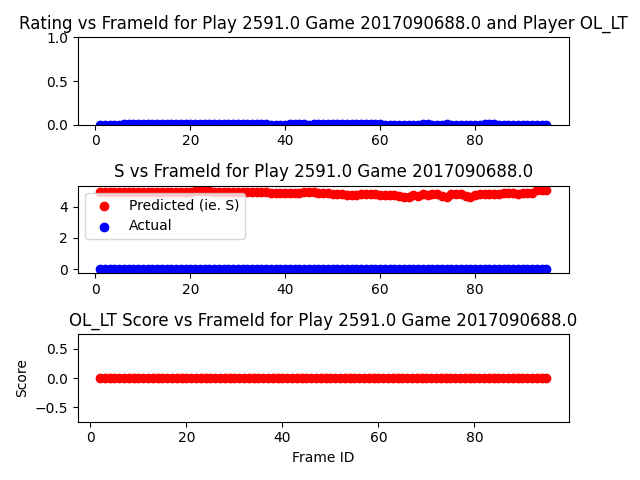 Rating vs FrameId for Play 2591.0 Game 2017090688.0 and Player OL_LT
1.0
0.5
0.0
0 20 40 60 80
S vs FrameId for Play 2591.0 Game 2017090688.0
4
2
0
Predicted (ie. S)
Actual
0 20 40 60 80
OL_LT Score vs FrameId for Play 2591.0 Game 2017090688.0
Score
0.5
0.0
−0.5
0 20 40 60 80
Frame ID